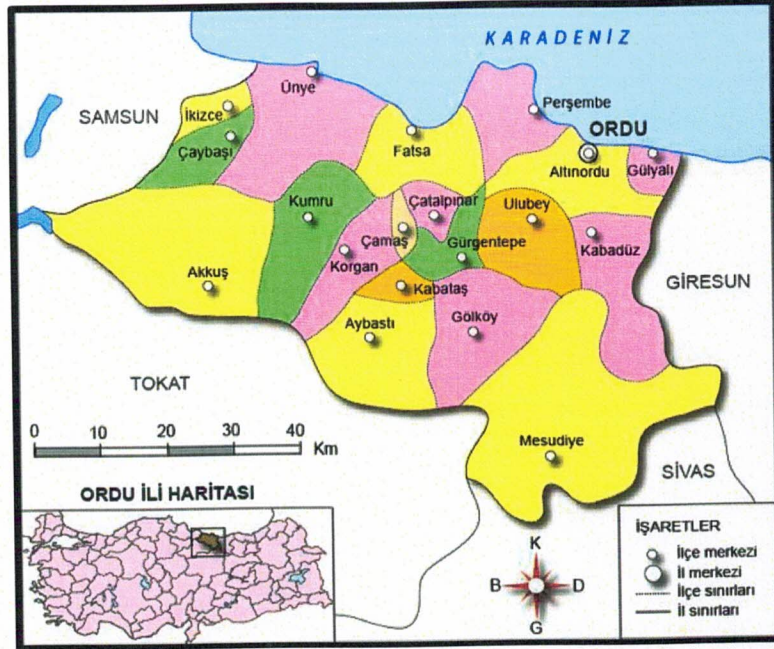 KARADENİZ
SAMSUN
Ünye
İkizce
Perşembe
Çaybaşı
Fatsa
ORDU
Altınordu
Gülyalı
Kumru
Çatalpınar
Ulubey
Çamaş
Gürgentepe
Kabadüz
Korgan
Akkuş
Kabataş
GİRESUN
Aybastı
Gölköy
TOKAT
0 10 20 30 40
Km
Mesudiye
SİVAS
ORDU İLİ HARİTASI
K
B D
G
İŞARETLER
İlçe merkezi
İl merkezi
İlçe sınırları
İl sınırları